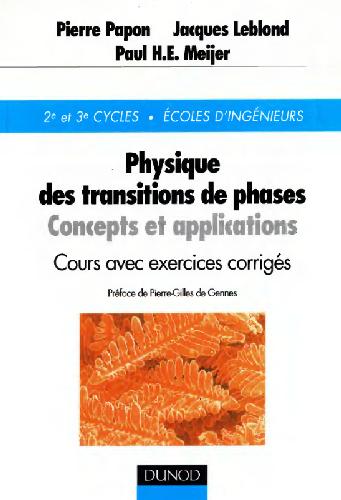 Pierre Papon Jacques Leblond
Paul H.E. Meijer
2e et 3e CYCLES • ÉCOLES D'INGÉNIEURS
Physique
des transitions de phases
Concepts et applications
Cours avec exercices corrigés
Préface de Pierre-Gilles de Gennes
DUNOD